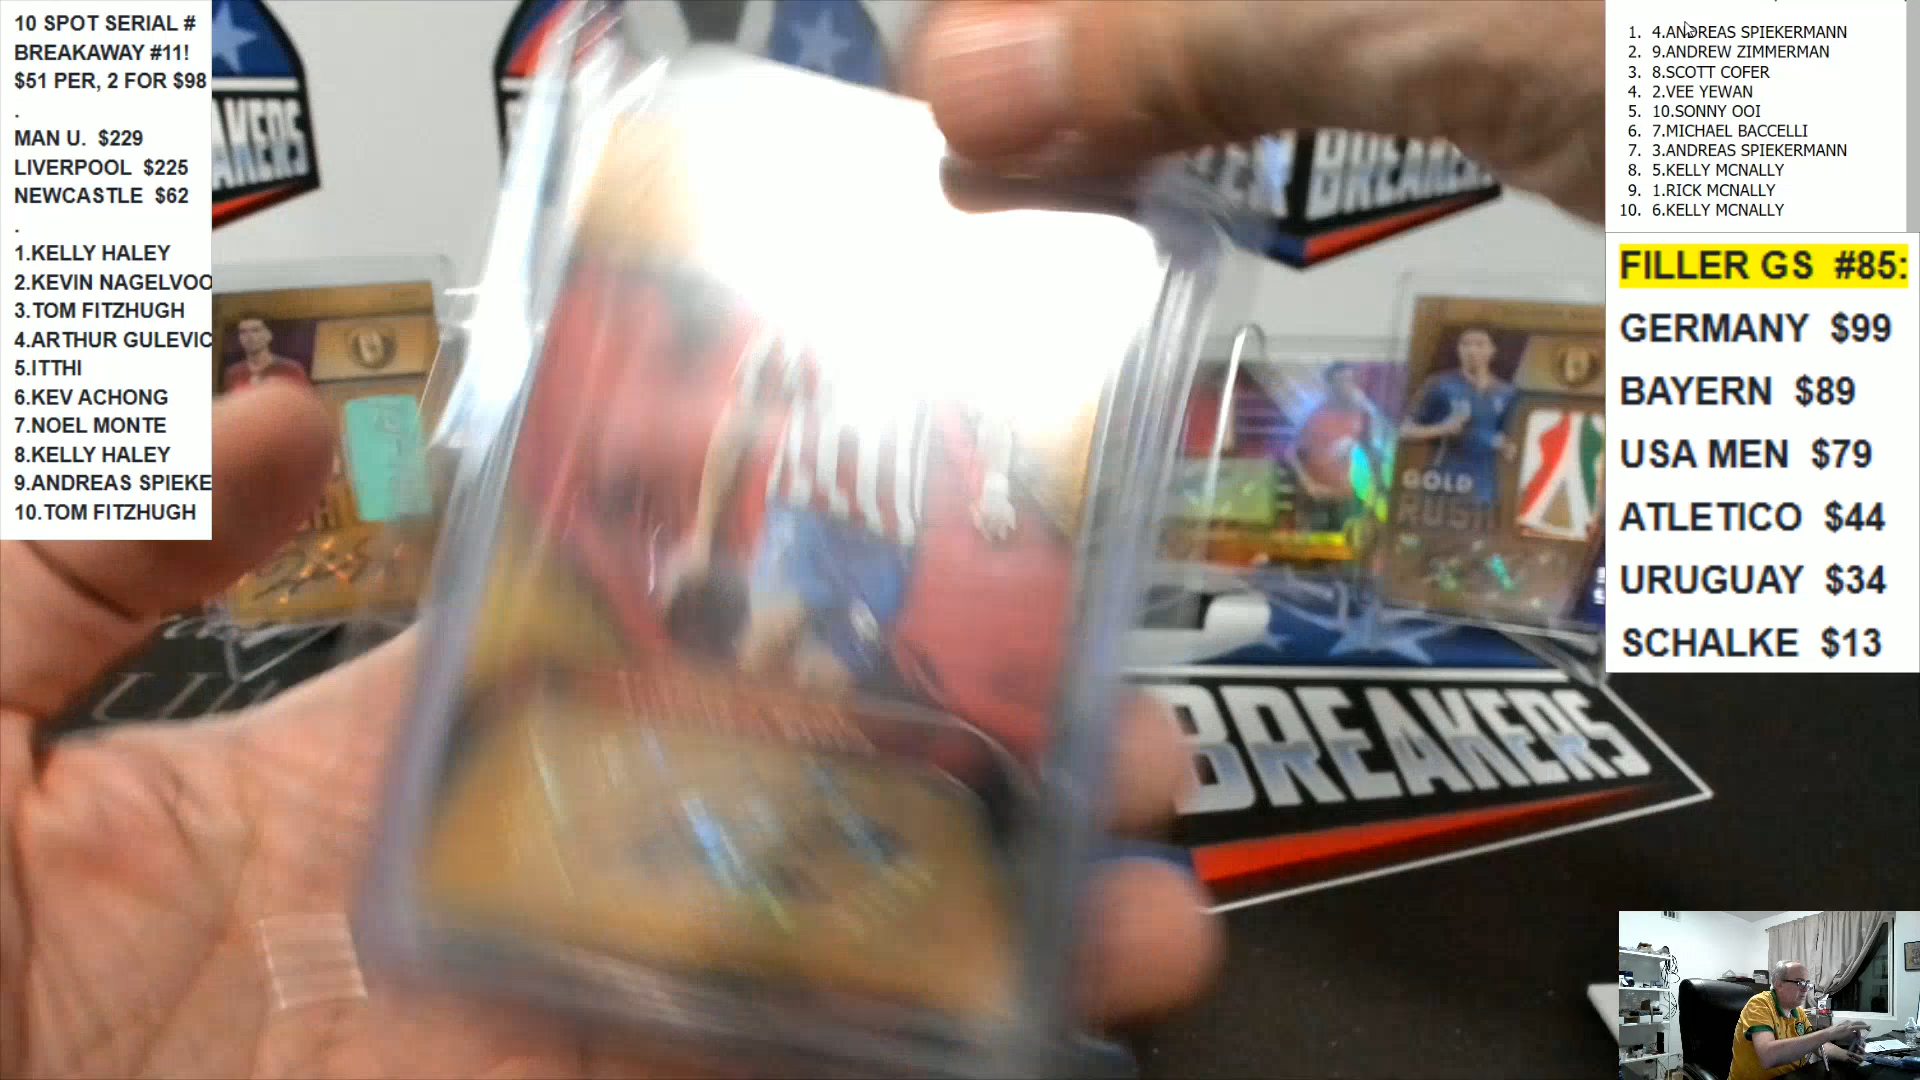 10 SPOT SERIAL #
BREAKAWAY #11!
$51 PER, 2 FOR $98
.
MAN U. $229
LIVERPOOL $225
NEWCASTLE $62
.
1.KELLY HALEY
2.KEVIN NAGELVOO
3.TOM FITZHUGH
4.ARTHUR GULEVIC
5.ITTHI
6.KEV ACHONG
7.NOEL MONTE
8.KELLY HALEY
9.ANDREAS SPIEKE
10.TOM FITZHUGH
1. 4.ANDREAS SPIEKERMANN
2. 9.ANDREW ZIMMERMAN
3. 8.SCOTT COFER
4. 2.VEE YEWAN
5. 10.SONNY OOI
6. 7.MICHAEL BACCELLI
7. 3.ANDREAS SPIEKERMANN
8. 5.KELLY MCNALLY
9. 1.RICK MCNALLY
10. 6.KELLY MCNALLY
FILLER GS #85:
GERMANY $99
BAYERN $89
USA MEN $79
ATLETICO $44
URUGUAY $34
SCHALKE $13
BREAKERS
GOLD
RUSH
BREAKERS